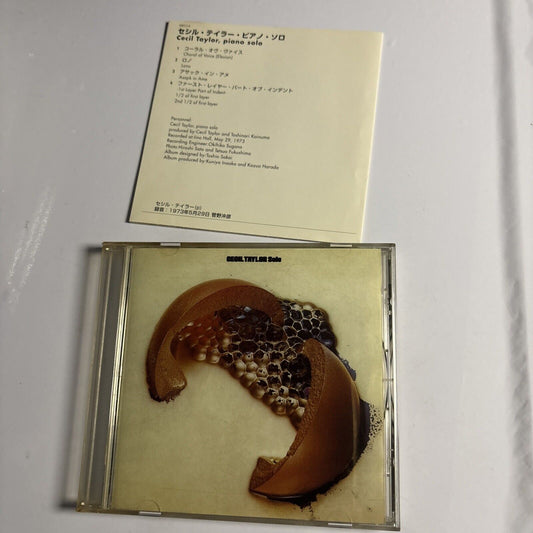 セシル・テイラー・ピアノ・ソロ
Cecil Taylor, piano solo
1 コーラル・オヴ・ヴォイス
Choral of Voice (Elesion)
2 ロノ
Lono
3 アサック・イン・アメ
Asapk in Ame
4 ファースト・レイヤー・パート・オブ・インデント
1st Layer Part of Indent
1/2 of first layer
2nd 1/2 of first layer
Personnel:
Cecil Taylor, piano solo
produced by Cecil Taylor and Toshinari Koinuma
recorded at Iino Hall, May 29, 1973
Recording Engineer: Okihiko Sugano
Photo: Hitoshi Sato and Tetsuo Fukushima
Album designed by: Toshio Sakai
Album produced by: Kuniya Inaoka and Kazuo Harada
セシル・テイラー(p)
録音：1973年5月29日 菅野沖彦
CECIL TAYLOR Solo